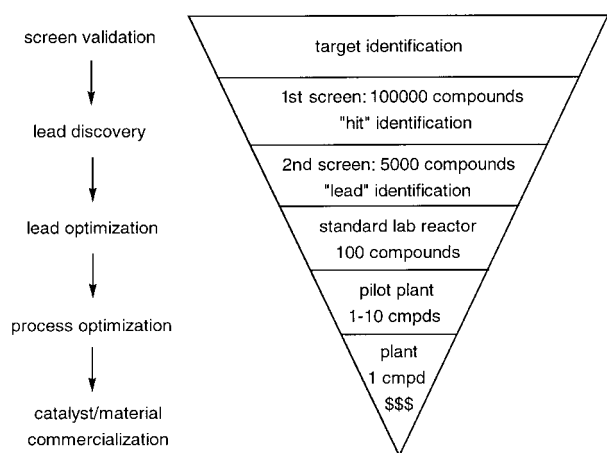 screen validation
target identification
1st screen: 100000 compounds
"hit" identification
lead discovery
2nd screen: 5000 compounds
"lead" identification
lead optimization
standard lab reactor
100 compounds
pilot plant
1-10 cmpds
process optimization
plant
1 cmpd
$$$
catalyst/material
commercialization